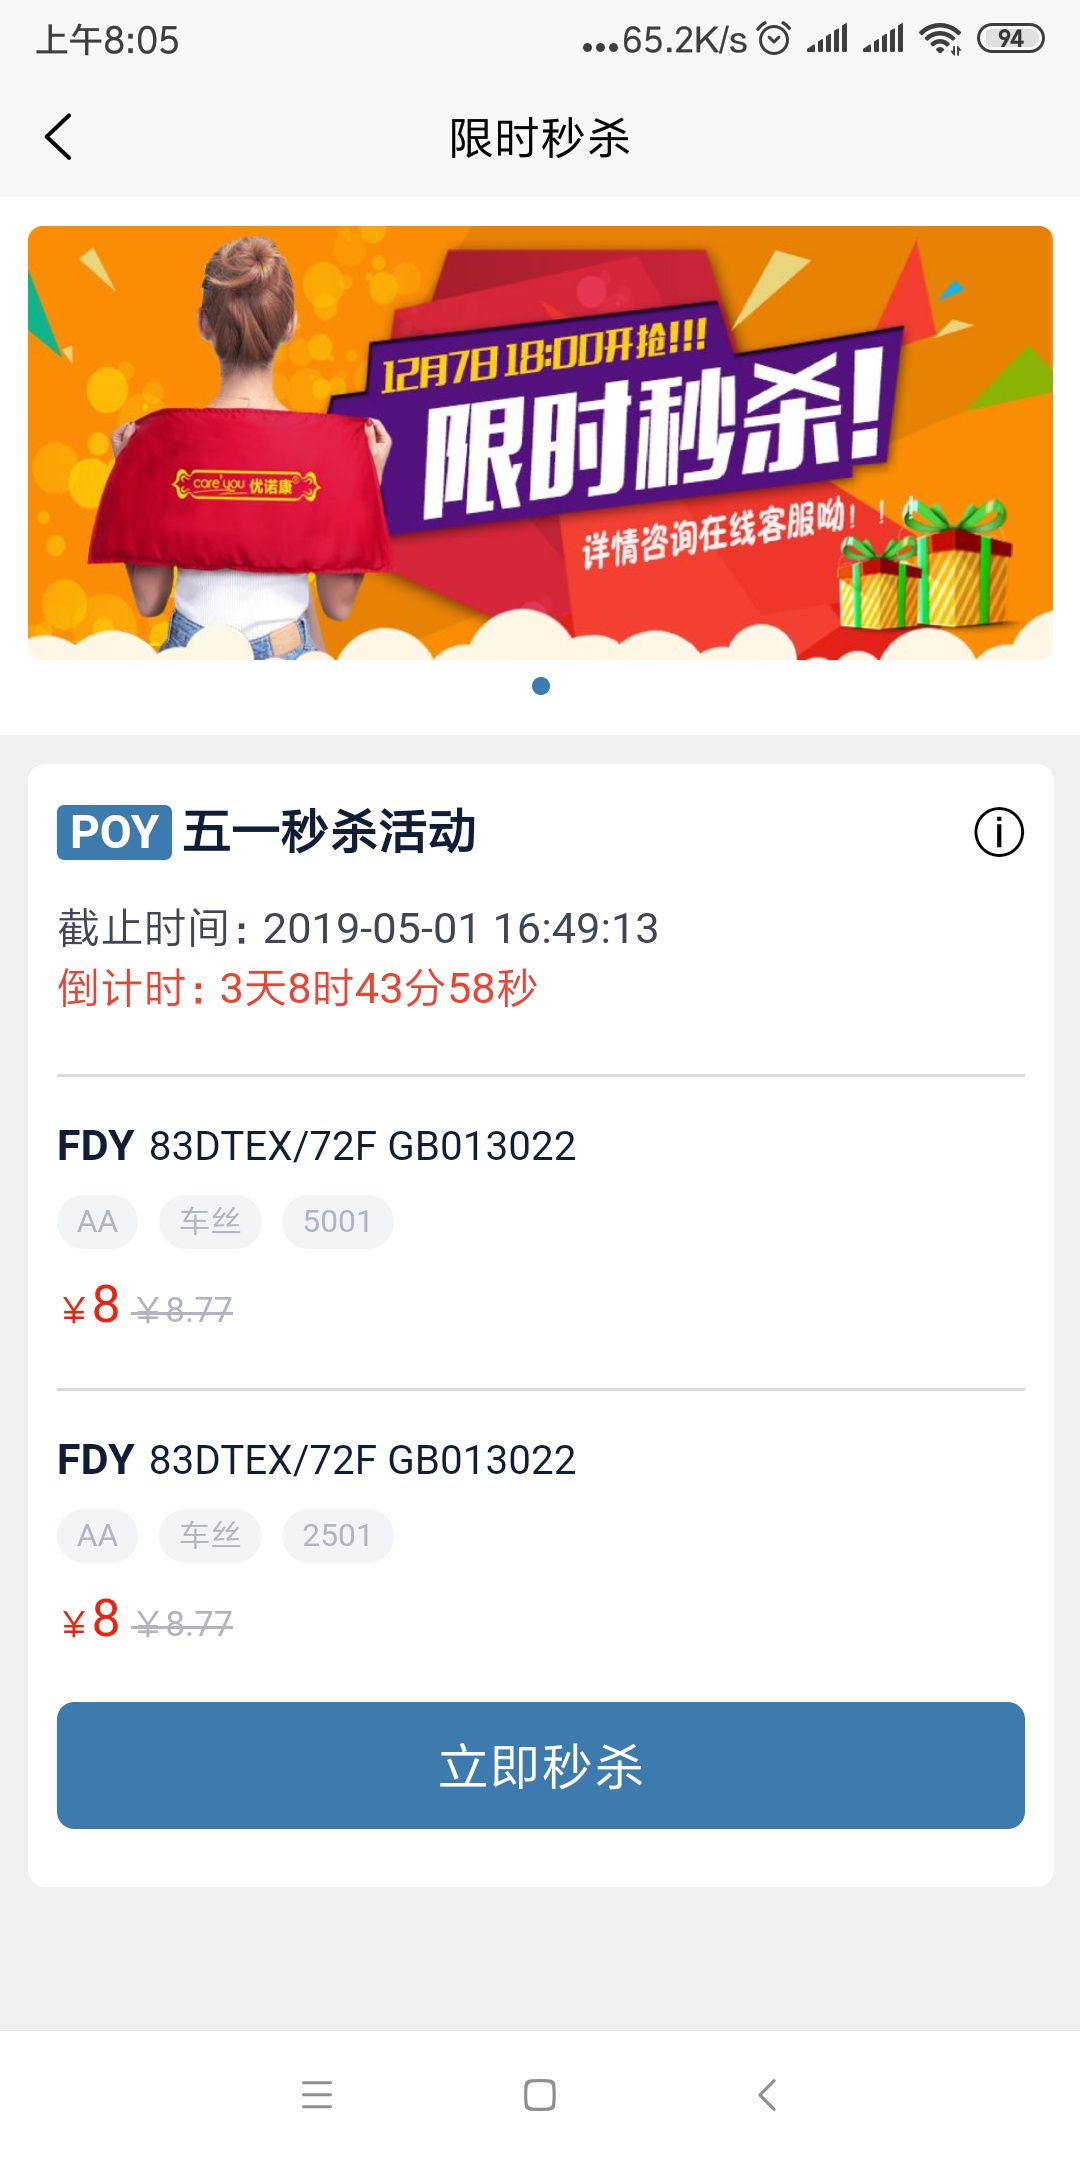 上午8:05
...65.2K/s
94
限时秒杀
12月7日 18:00开抢!!!
限时秒杀!
care'you 优诺康
详情咨询在线客服呦！！！
POY 五一秒杀活动
截止时间：2019-05-01 16:49:13
倒计时：3天8时43分58秒
FDY 83DTEX/72F GB013022
AA 车丝 5001
¥8 ¥8.77
FDY 83DTEX/72F GB013022
AA 车丝 2501
¥8 ¥8.77
立即秒杀